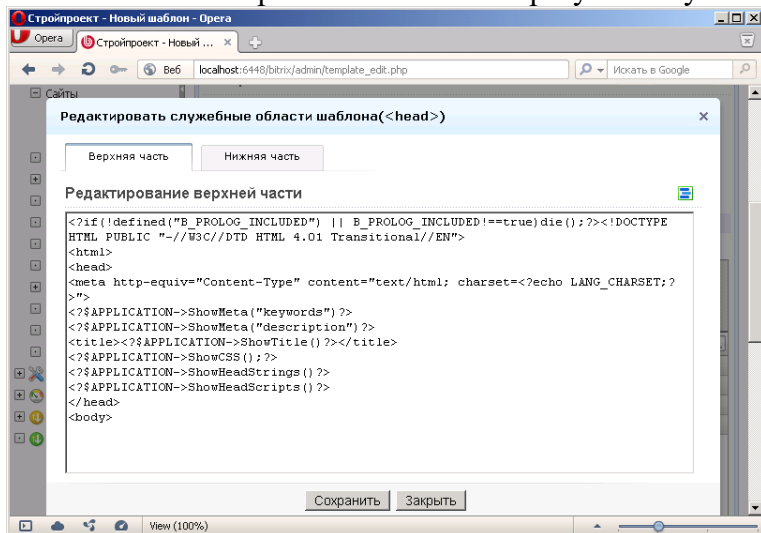 Стройпроект - Новый шаблон - Opera
Opera
Стройпроект - Новый ...
Веб
localhost:6448/bitrix/admin/template_edit.php
Искать в Google
Сайты
Редактировать служебные области шаблона(<head>)
Верхняя часть
Нижняя часть
Редактирование верхней части
<?if(!defined("B_PROLOG_INCLUDED") || B_PROLOG_INCLUDED!==true)die();?><!DOCTYPE
HTML PUBLIC "-//W3C//DTD HTML 4.01 Transitional//EN">
<html>
<head>
<meta http-equiv="Content-Type" content="text/html; charset=<?echo LANG_CHARSET;?
>">
<?$APPLICATION->ShowMeta("keywords")?>
<?$APPLICATION->ShowMeta("description")?>
<title><?$APPLICATION->ShowTitle()?></title>
<?$APPLICATION->ShowCSS();?>
<?$APPLICATION->ShowHeadStrings()?>
<?$APPLICATION->ShowHeadScripts()?>
</head>
<body>
Сохранить
Закрыть
View (100%)